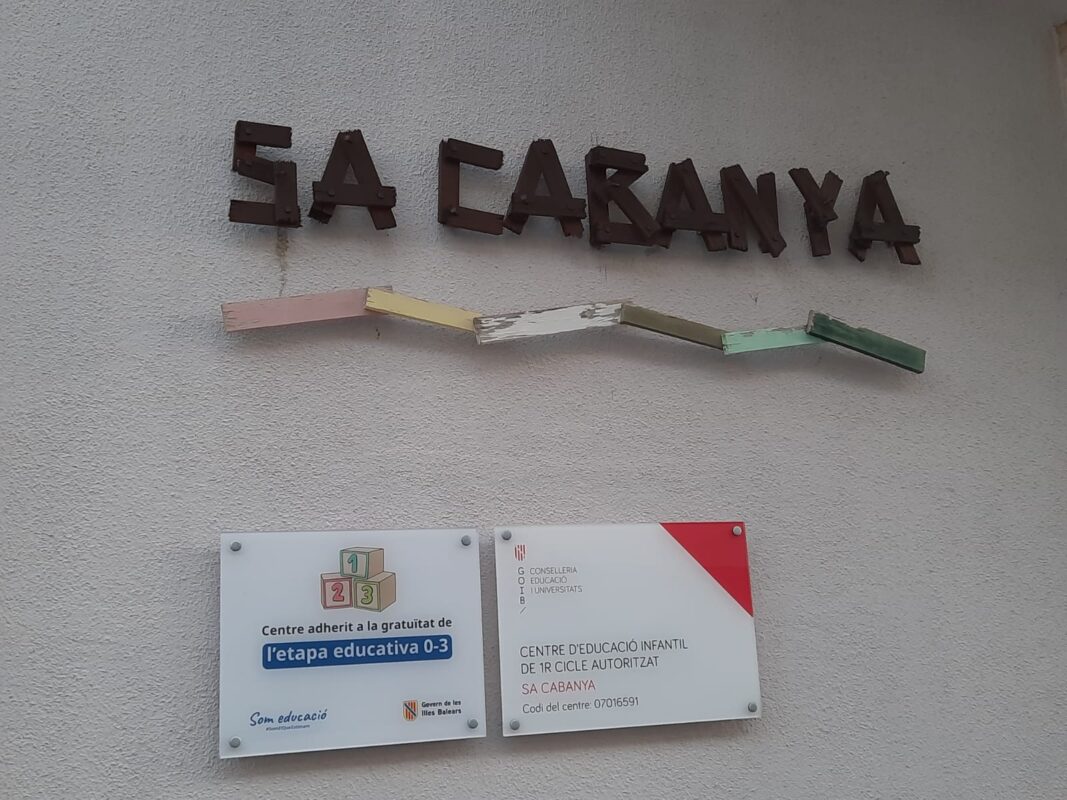 SA CABANYA
1
2 3
Centre adherit a la gratuïtat de
l'etapa educativa 0-3
Som educació
Govern de les
Illes Balears
GOIB/
CONSELLERIA
EDUCACIÓ
I UNIVERSITATS
CENTRE D'EDUCACIÓ INFANTIL
DE 1R CICLE AUTORITZAT
SA CABANYA
Codi del centre: 07016591